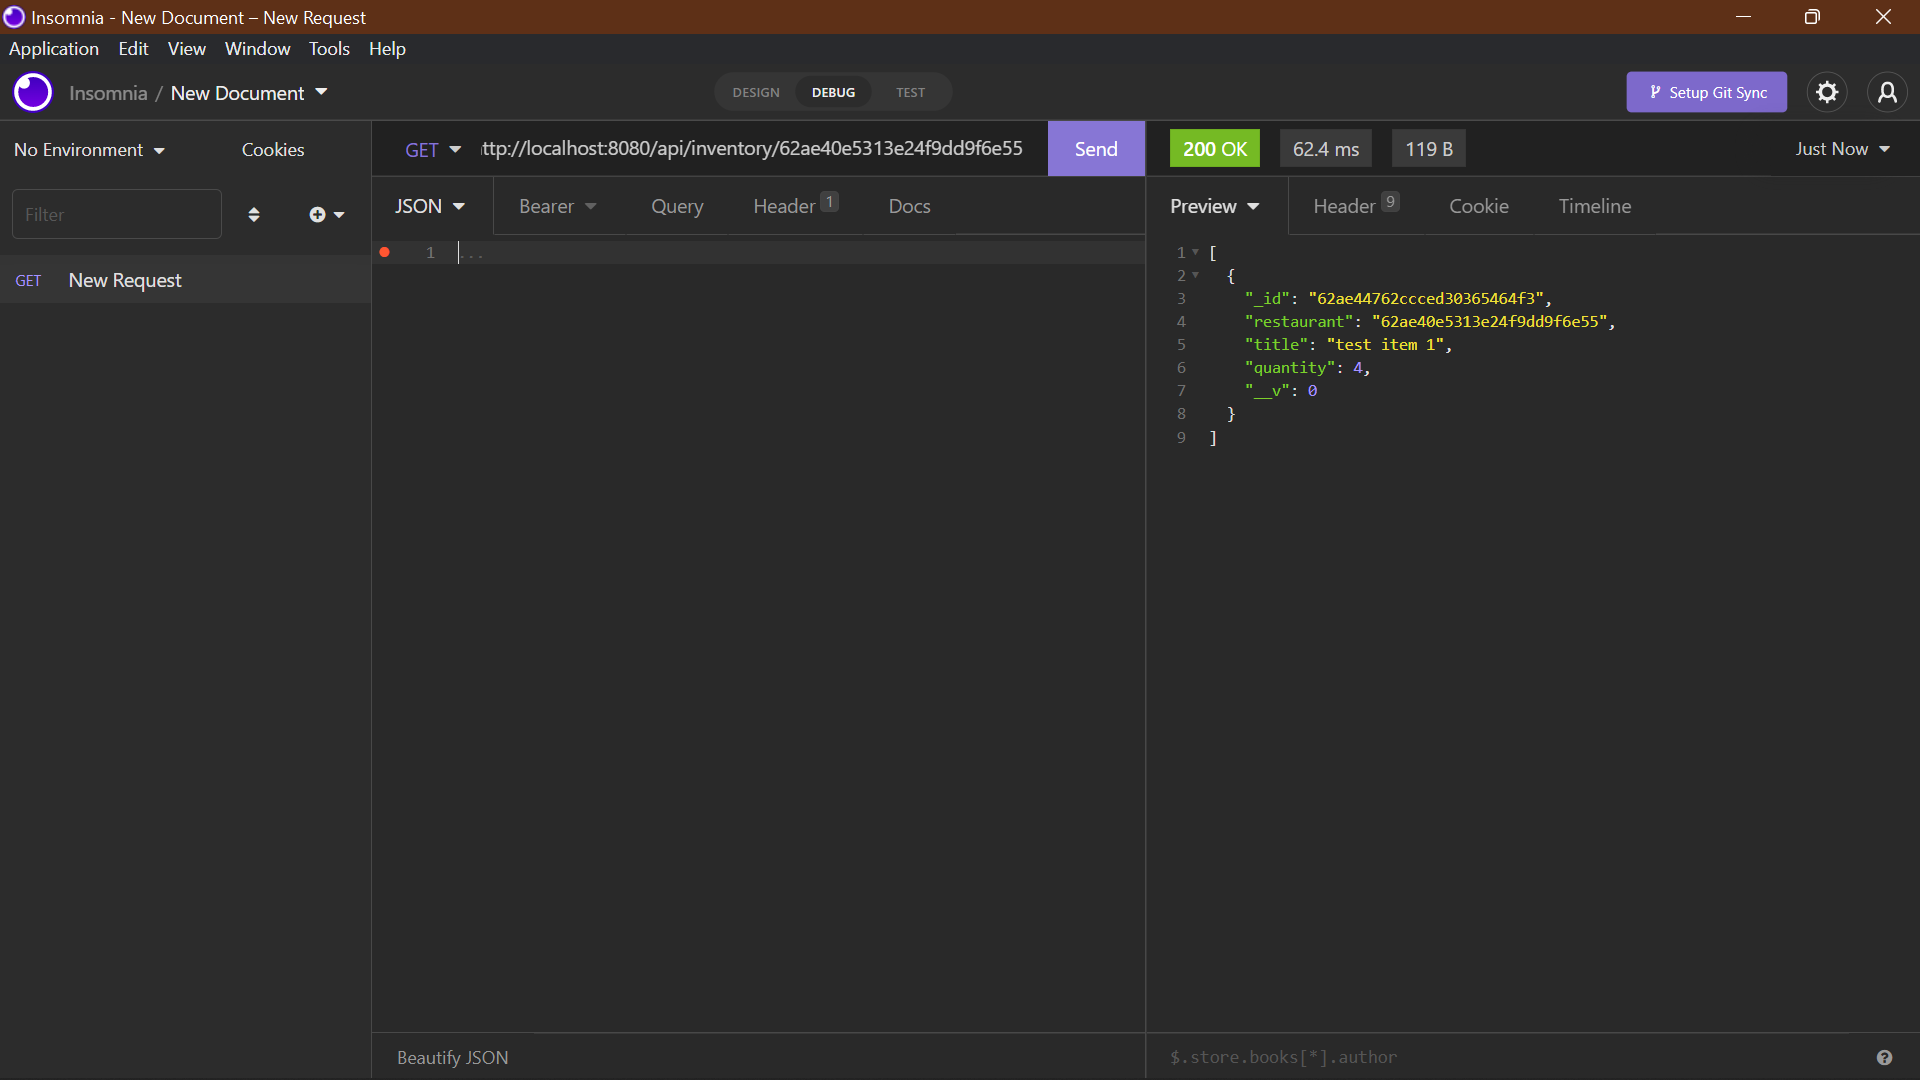 Insomnia - New Document – New Request
Application Edit View Window Tools Help
Insomnia / New Document
DESIGN DEBUG TEST
Setup Git Sync
No Environment
Cookies
GET ttp://localhost:8080/api/inventory/62ae40e5313e24f9dd9f6e55
Send
200 OK
62.4 ms
119 B
Just Now
Filter
JSON Bearer Query Header 1 Docs
Preview Header 9 Cookie Timeline
GET New Request
1 ...
1 [
2 {
3 "_id": "62ae44762ccced30365464f3",
4 "restaurant": "62ae40e5313e24f9dd9f6e55",
5 "title": "test item 1",
6 "quantity": 4,
7 "__v": 0
8 }
9 ]
Beautify JSON
$.store.books[*].author
?